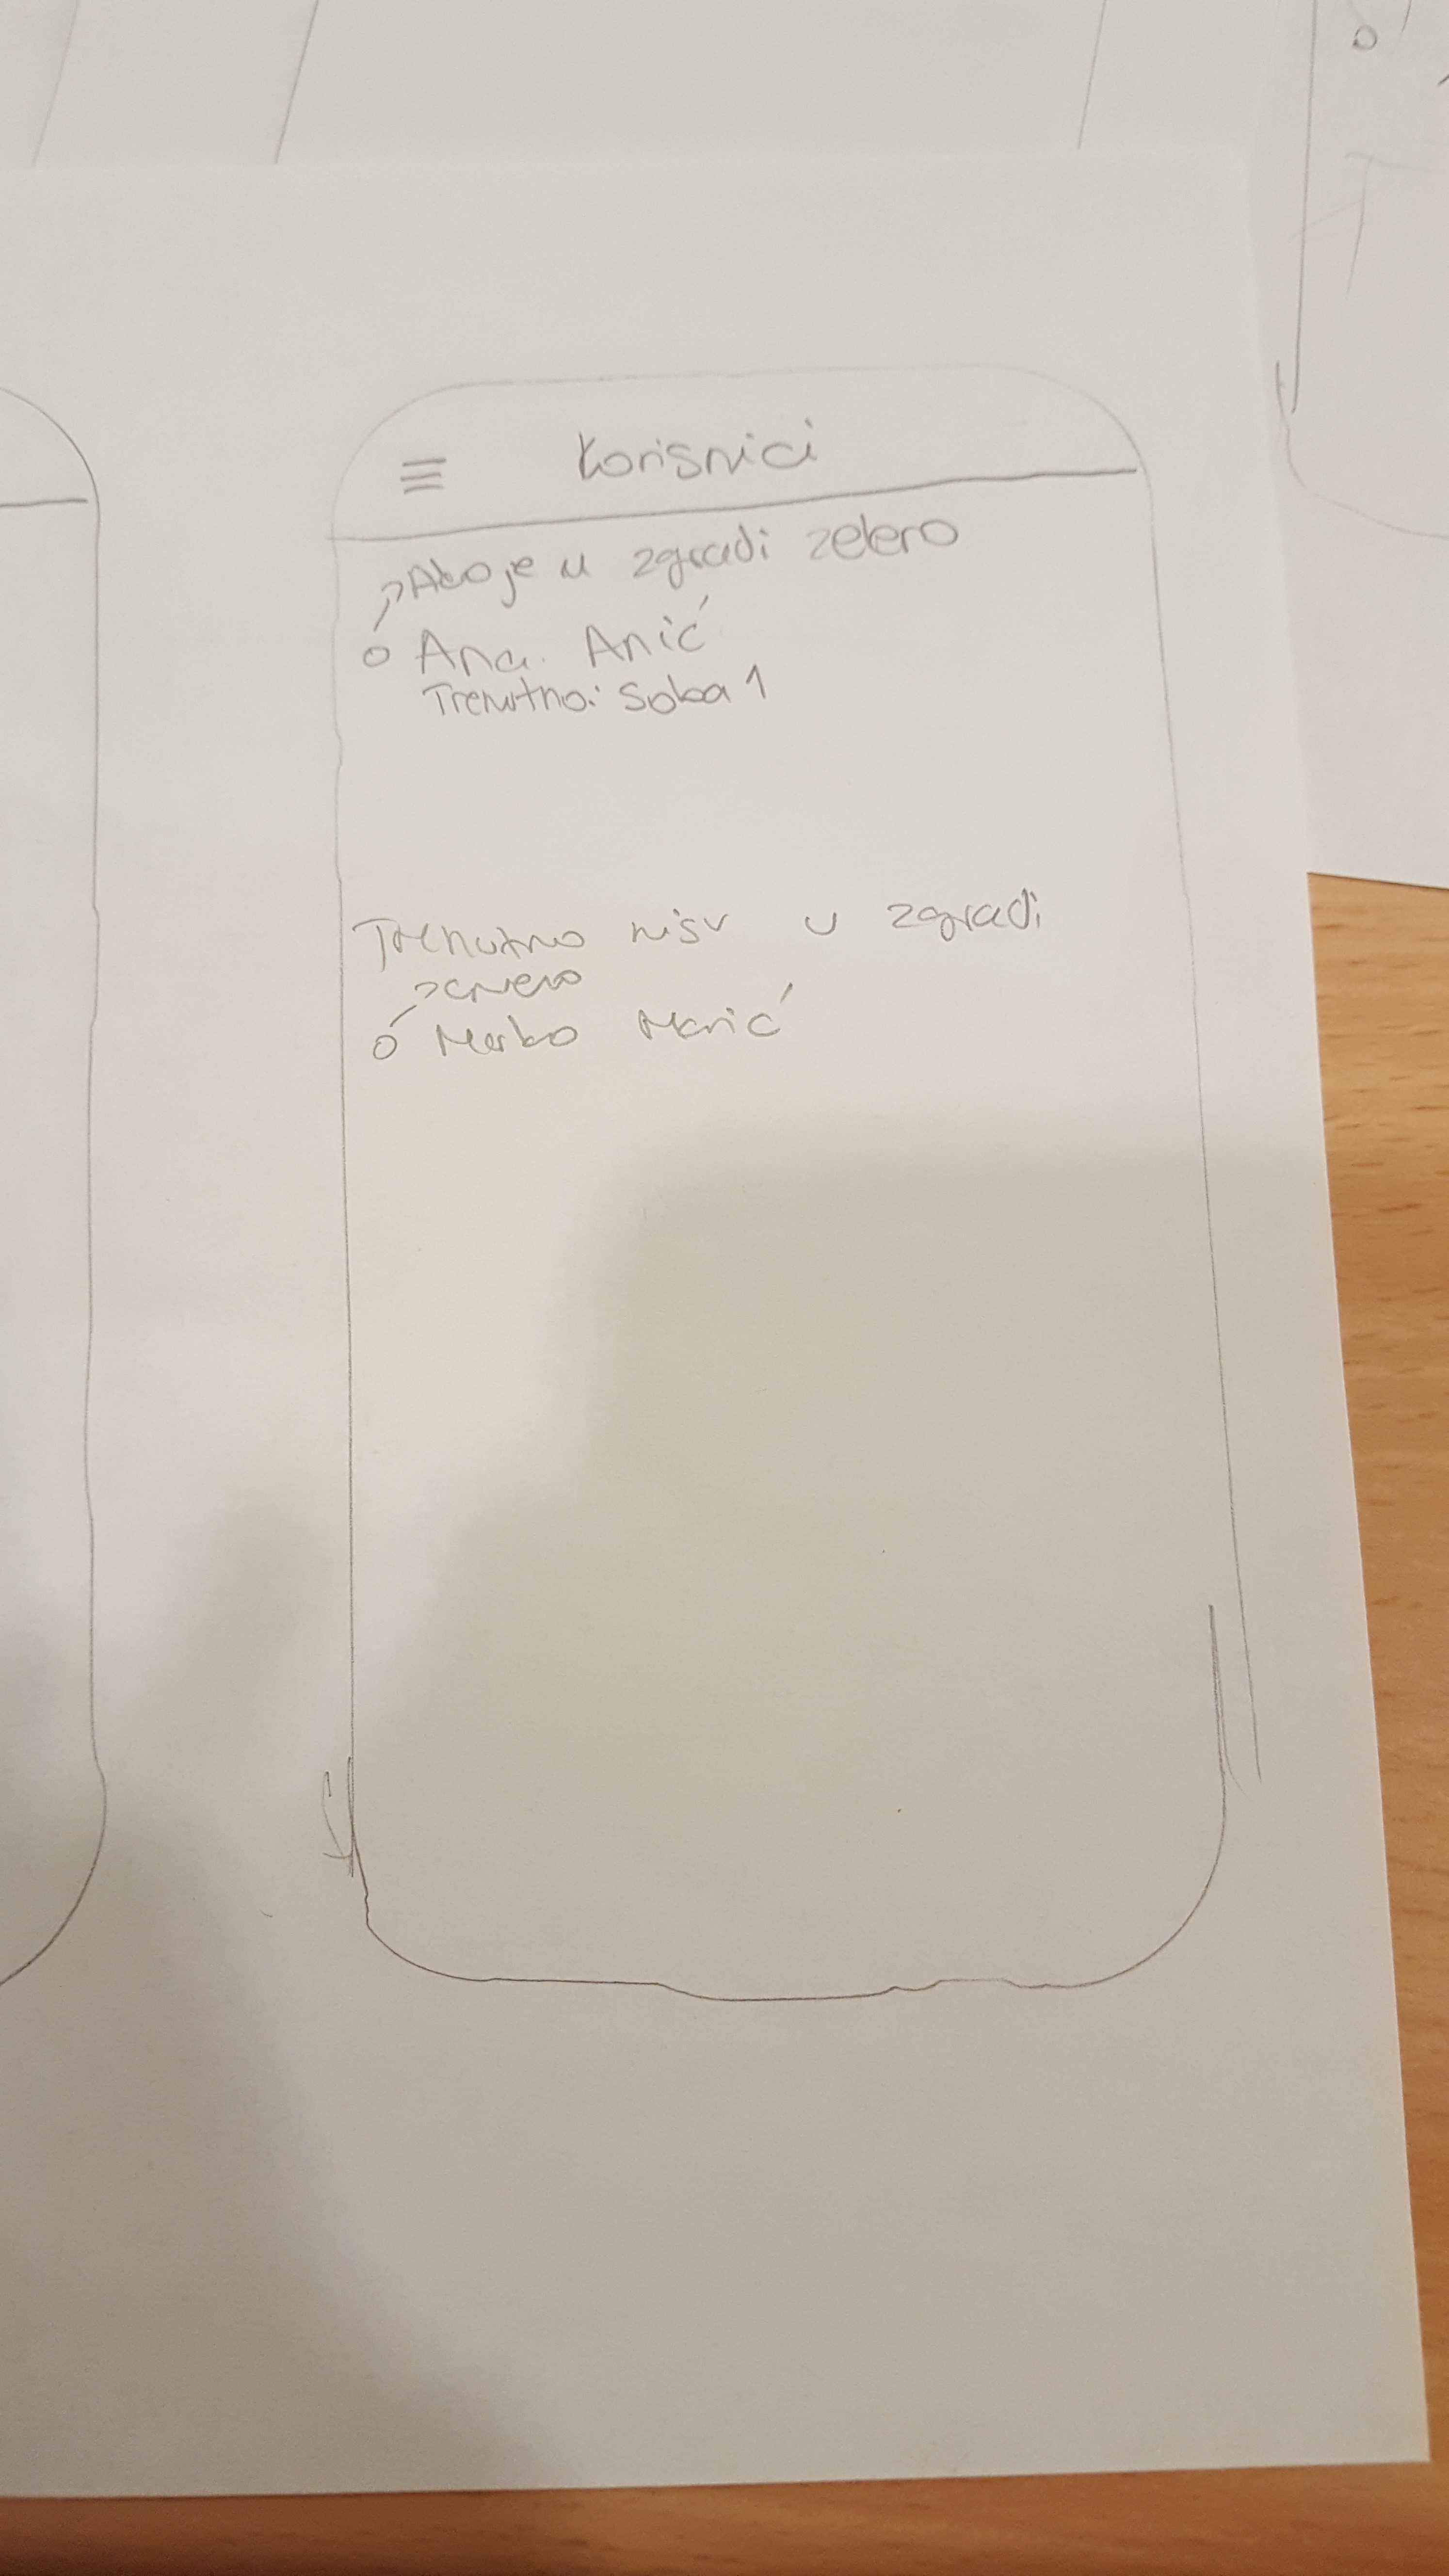 Korisnici
Ako je u zgradi zeleno
Ana Anić
Trenutno: Soba 1
Trenutno nisu u zgradi
crveno
Marko Marić